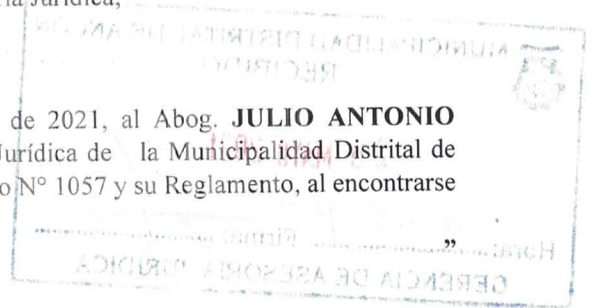 la Jurídica,
MUNICIPALIDAD DISTRITAL DE ANCÓN
RECIBIDO
de 2021, al Abog. JULIO ANTONIO
Jurídica de la Municipalidad Distrital de
o N° 1057 y su Reglamento, al encontrarse
”
Hora: .......... Firma: ..........
GERENCIA DE ASESORIA JURIDICA